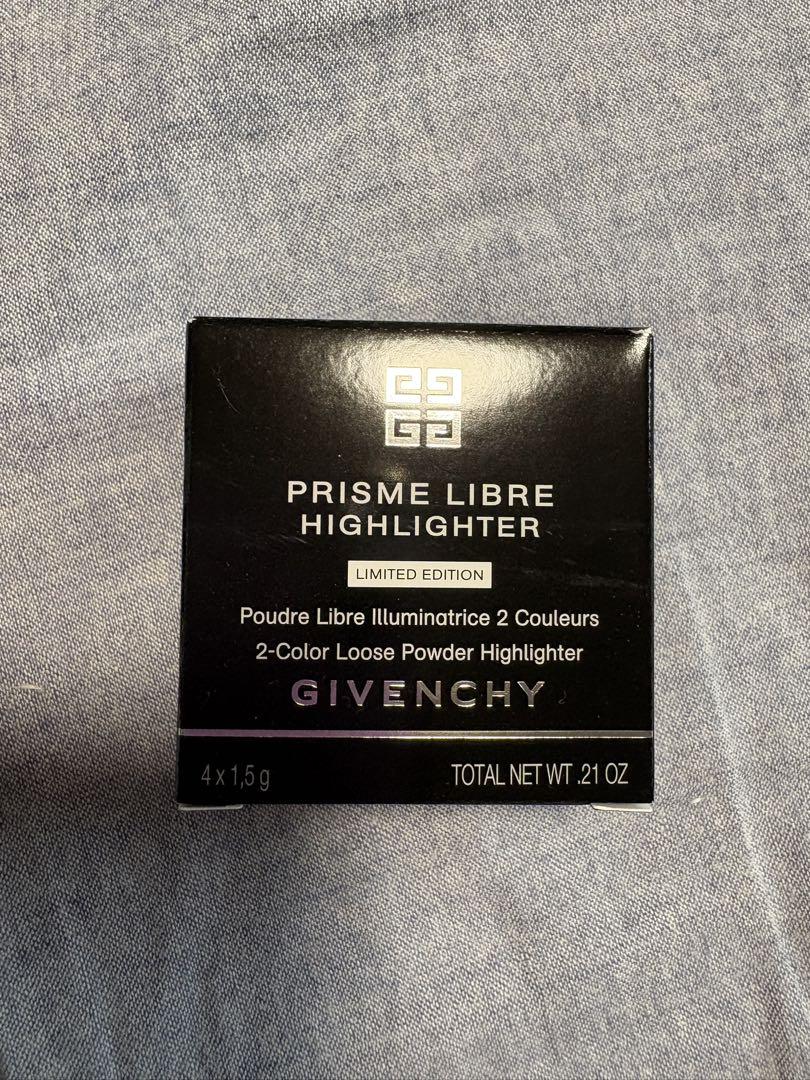 PRISME LIBRE
HIGHLIGHTER
LIMITED EDITION
Poudre Libre Illuminatrice 2 Couleurs
2-Color Loose Powder Highlighter
GIVENCHY
4 x 1,5 g TOTAL NET WT .21 OZ